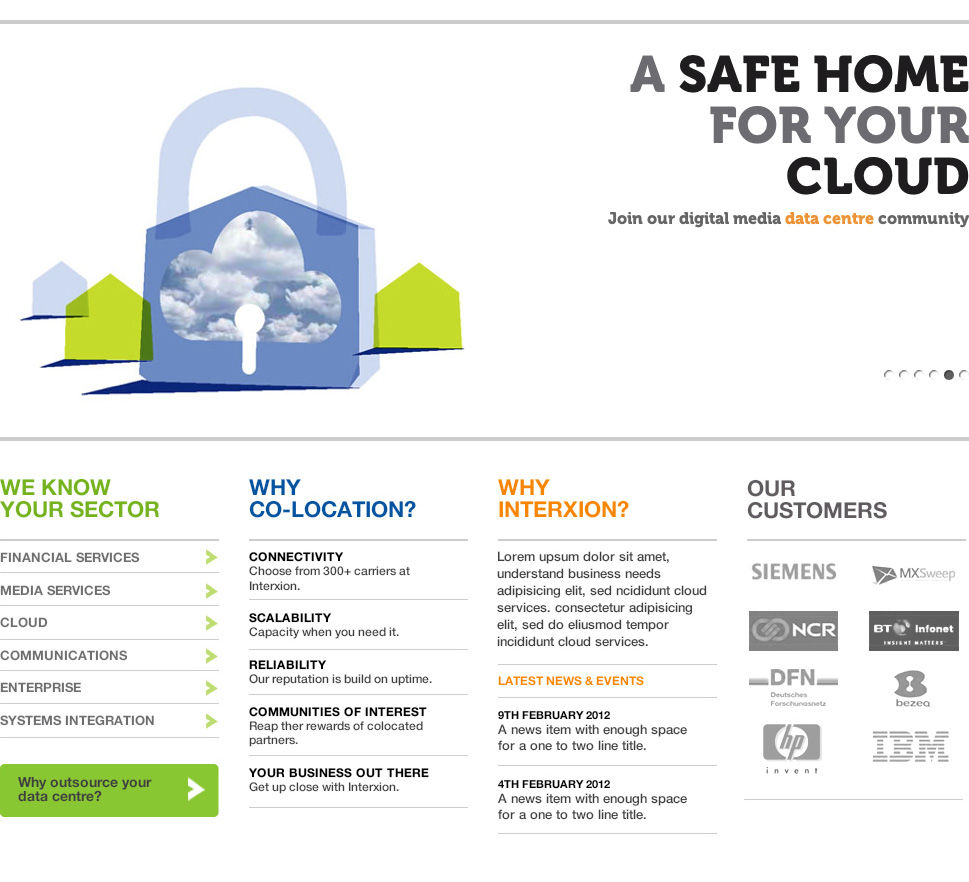 A SAFE HOME
FOR YOUR
CLOUD
Join our digital media data centre community
WE KNOW
YOUR SECTOR
FINANCIAL SERVICES
MEDIA SERVICES
CLOUD
COMMUNICATIONS
ENTERPRISE
SYSTEMS INTEGRATION
Why outsource your
data centre?
WHY
CO-LOCATION?
CONNECTIVITY
Choose from 300+ carriers at
Interxion.
SCALABILITY
Capacity when you need it.
RELIABILITY
Our reputation is build on uptime.
COMMUNITIES OF INTEREST
Reap ther rewards of colocated
partners.
YOUR BUSINESS OUT THERE
Get up close with Interxion.
WHY
INTERXION?
Lorem upsum dolor sit amet,
understand business needs
adipisicing elit, sed ncididunt cloud
services. consectetur adipisicing
elit, sed do eliusmod tempor
incididunt cloud services.
LATEST NEWS & EVENTS
9TH FEBRUARY 2012
A news item with enough space
for a one to two line title.
4TH FEBRUARY 2012
A news item with enough space
for a one to two line title.
OUR
CUSTOMERS
SIEMENS
MXSweep
NCR
BT Infonet
INSIGHT MATTERS
DFN
Deutsches
Forschungsnetz
bezeq
hp
invent
IBM